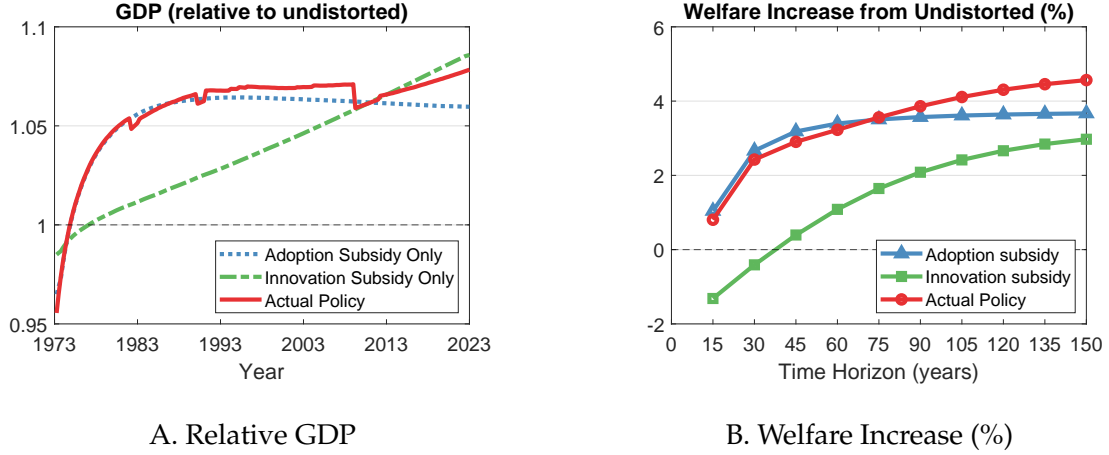 GDP (relative to undistorted)
1.1
1.05
1
0.95
1973
1983
1993
2003
2013
2023
Year
Adoption Subsidy Only
Innovation Subsidy Only
Actual Policy
A. Relative GDP
Welfare Increase from Undistorted (%)
6
4
2
0
-2
0
15
30
45
60
75
90
105
120
135
150
Time Horizon (years)
Adoption subsidy
Innovation subsidy
Actual Policy
B. Welfare Increase (%)